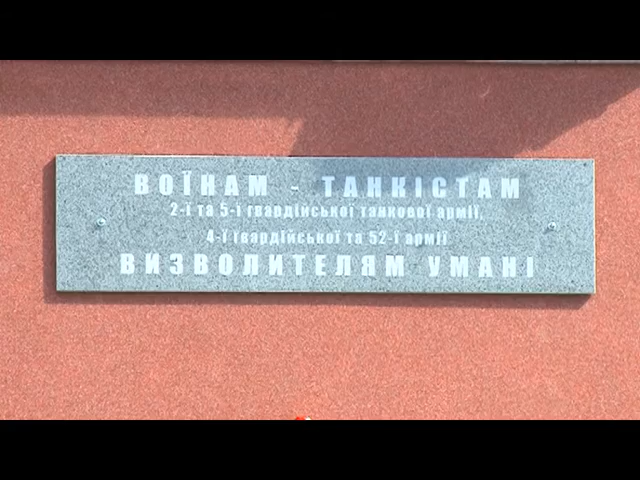 ВОЇНАМ - ТАНКІСТАМ
2-ї та 5-ї гвардійської танкової армії,
4-ї гвардійської та 52-ї армії
ВИЗВОЛИТЕЛЯМ УМАНІ